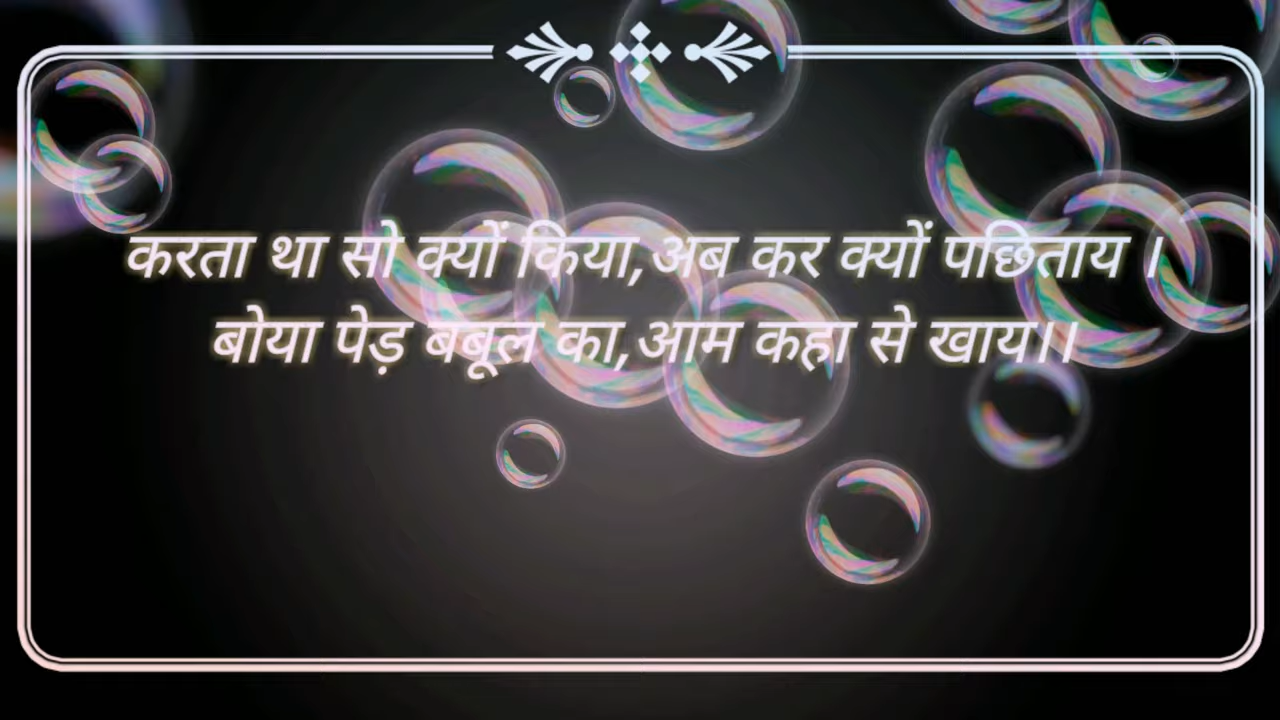 करता था सो क्यों किया,अब कर क्यों पछिताय ।
बोया पेड़ बबूल का,आम कहा से खाय।।